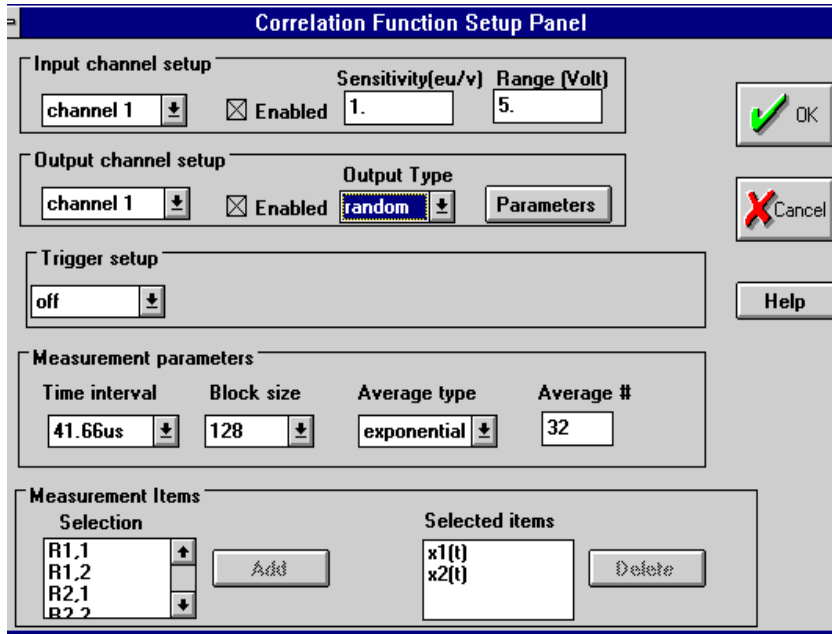 Correlation Function Setup Panel
Input channel setup
Sensitivity(eu/v) Range (Volt)
channel 1
Enabled
1.
5.
OK
Output channel setup
Output Type
channel 1
Enabled
random
Parameters
Cancel
Trigger setup
off
Help
Measurement parameters
Time interval Block size Average type Average #
41.66us 128 exponential 32
Measurement Items
Selection
R1,1
R1,2
R2,1
R2,2
Add
Selected items
x1(t)
x2(t)
Delete